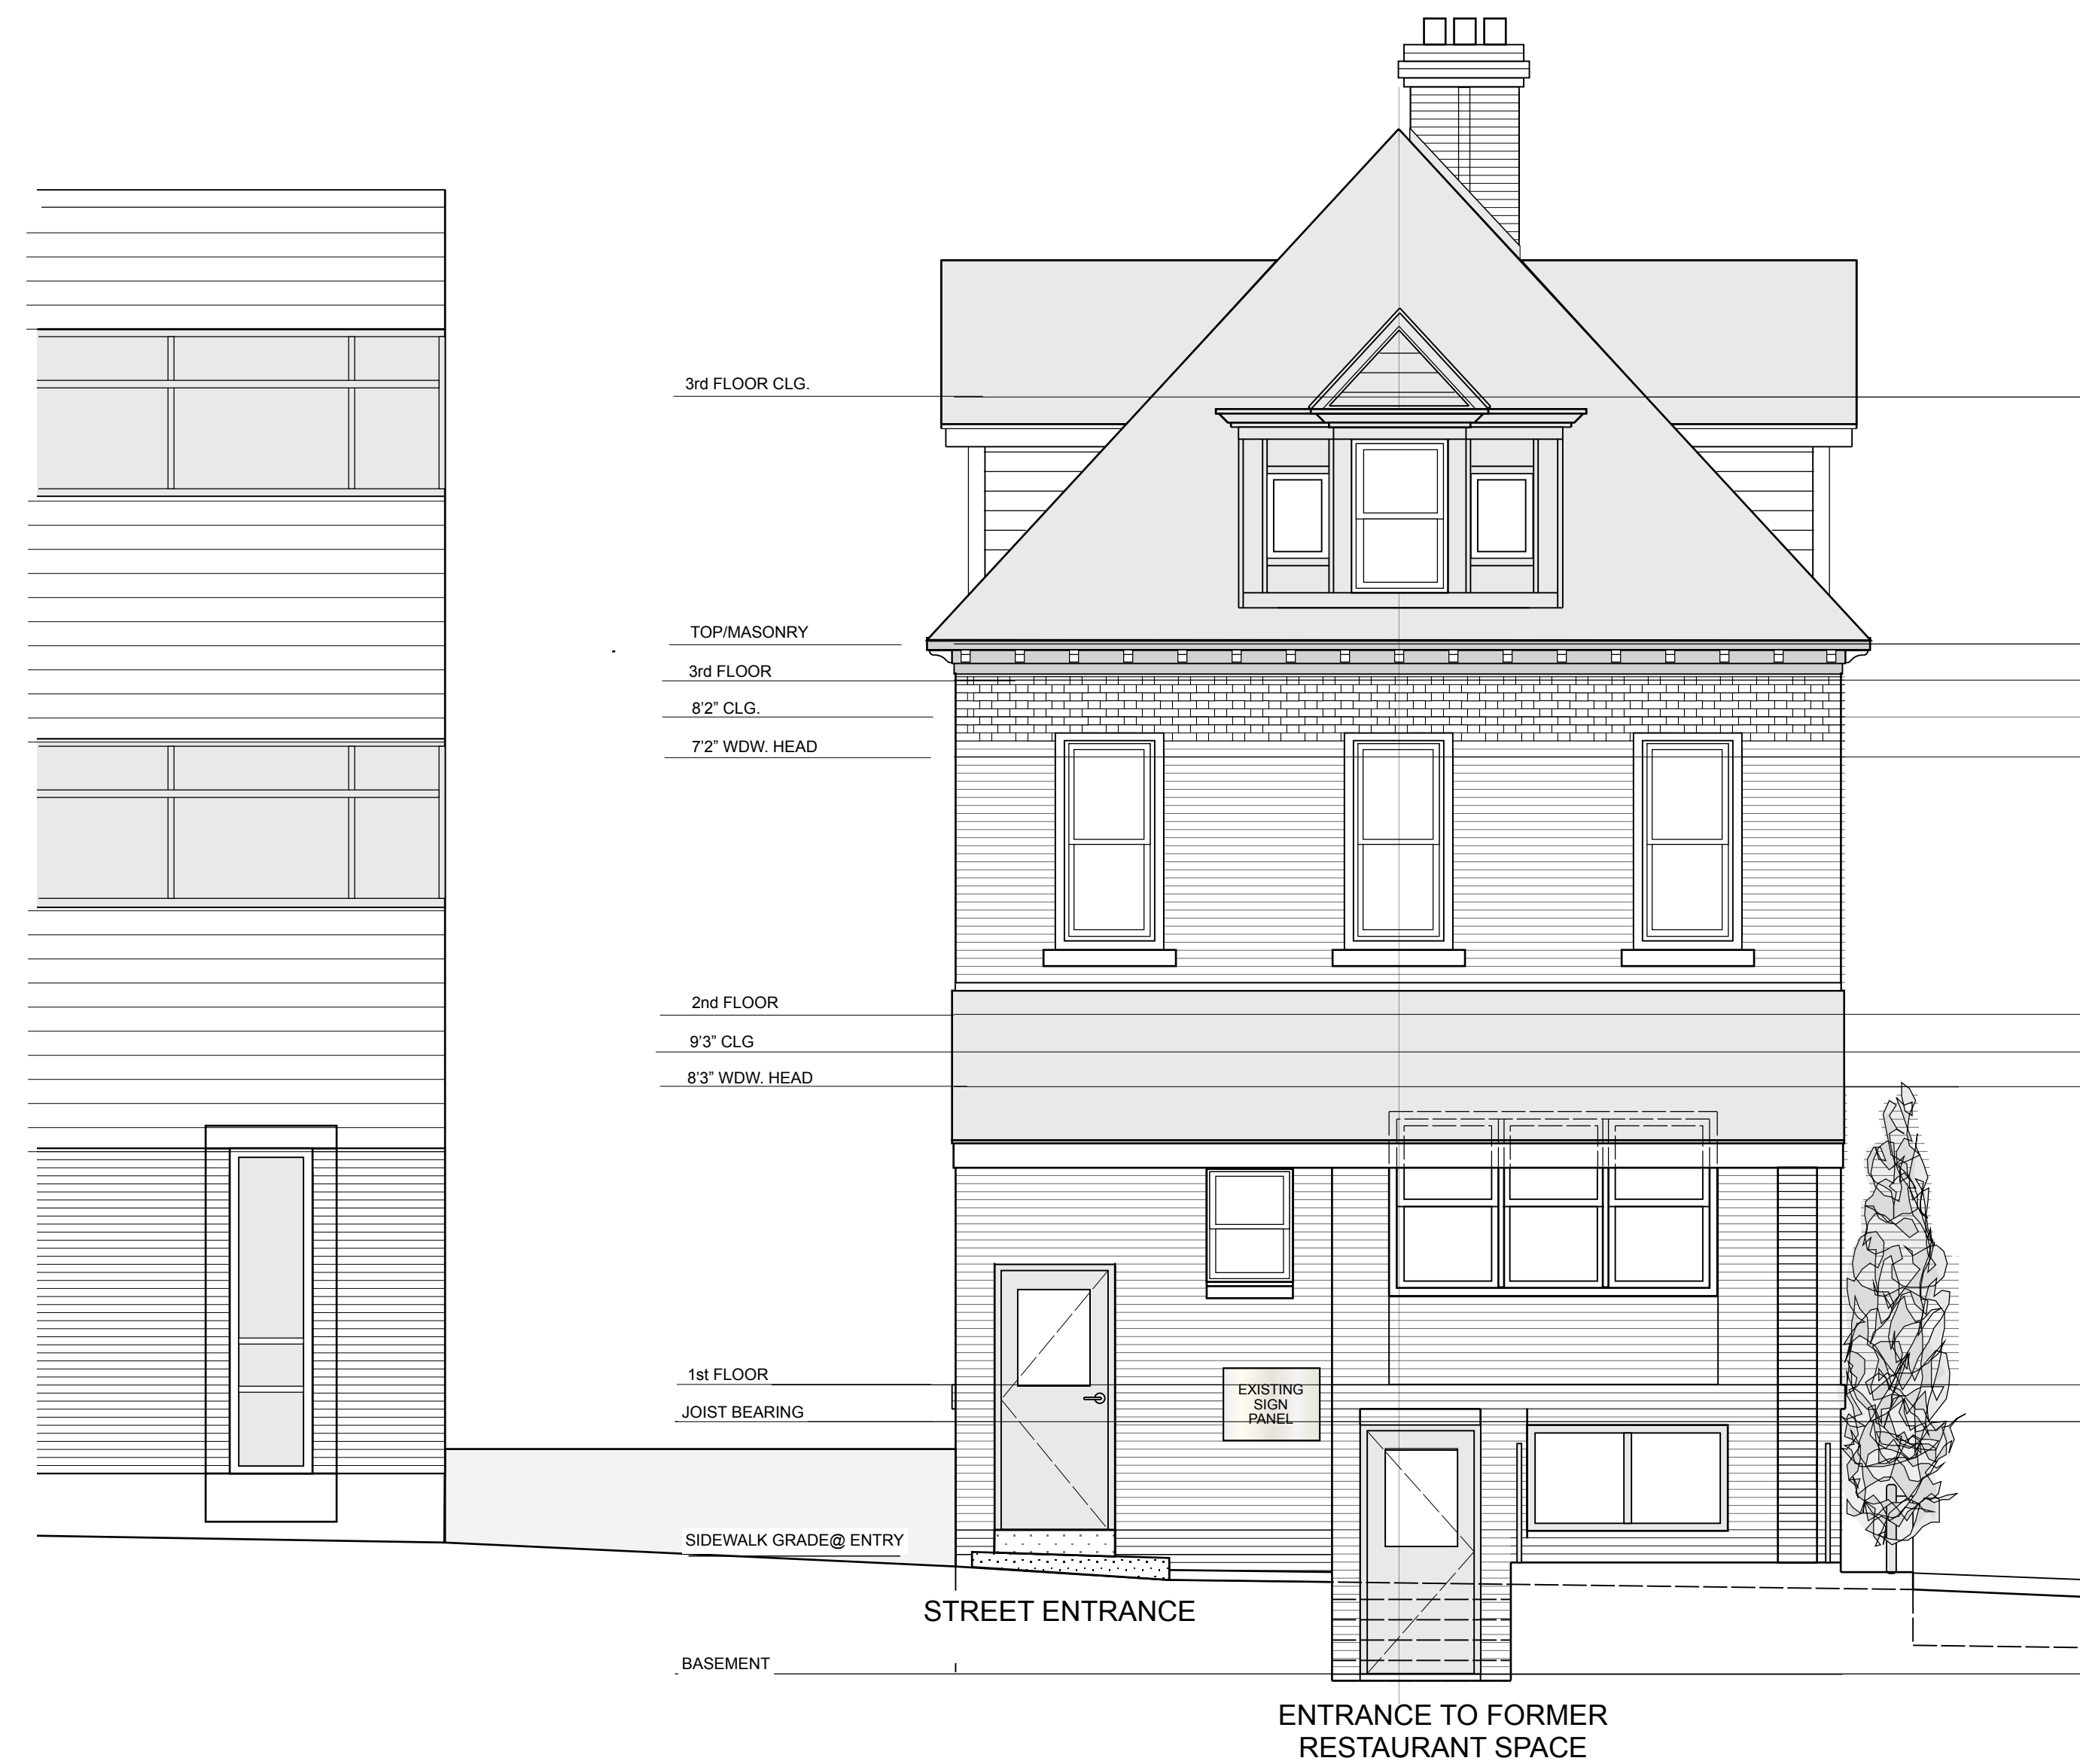 3rd FLOOR CLG.
TOP/MASONRY
3rd FLOOR
8’2” CLG.
7’2” WDW. HEAD
2nd FLOOR
9’3” CLG
8’3” WDW. HEAD
1st FLOOR
JOIST BEARING
EXISTING
SIGN
PANEL
SIDEWALK GRADE@ ENTRY
STREET ENTRANCE
BASEMENT
ENTRANCE TO FORMER
RESTAURANT SPACE